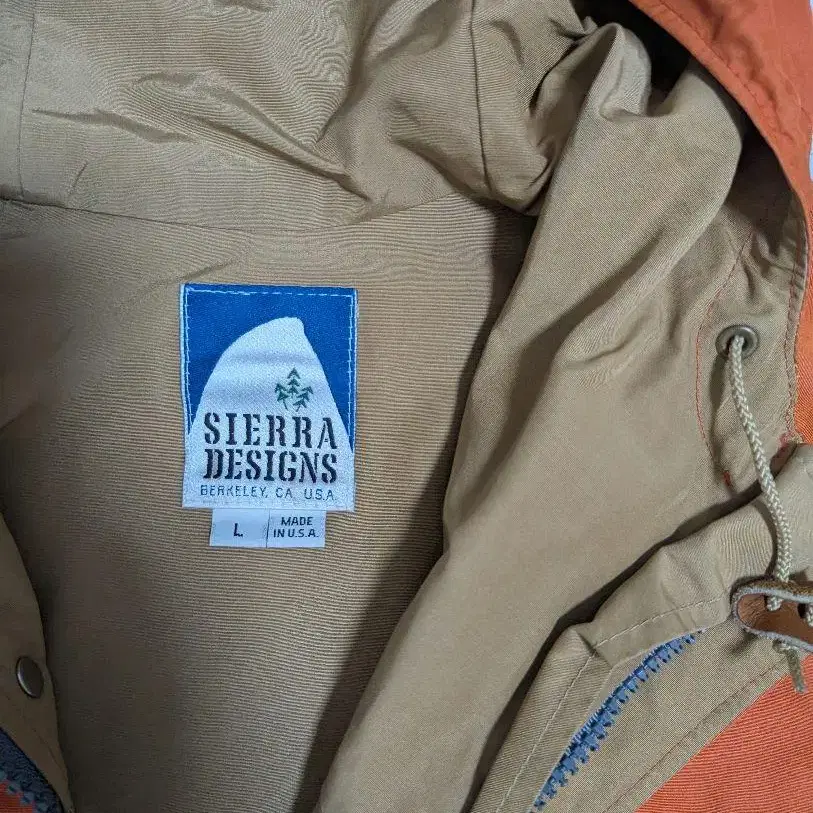 SIERRA
DESIGNS
BERKELEY, CA U.S.A.
L
MADE
IN U.S.A.